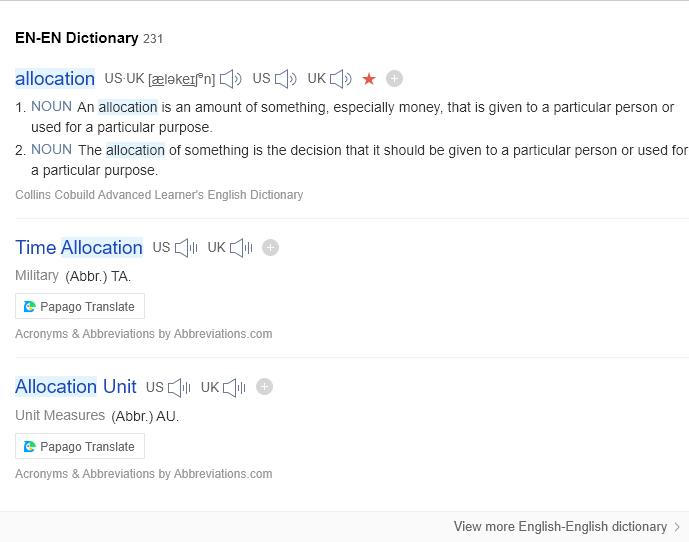 EN-EN Dictionary 231
allocation US·UK [æləkeɪʃᵊn] US UK
1. NOUN An allocation is an amount of something, especially money, that is given to a particular person or
used for a particular purpose.
2. NOUN The allocation of something is the decision that it should be given to a particular person or used for
a particular purpose.
Collins Cobuild Advanced Learner's English Dictionary
Time Allocation US UK
Military (Abbr.) TA.
Papago Translate
Acronyms & Abbreviations by Abbreviations.com
Allocation Unit US UK
Unit Measures (Abbr.) AU.
Papago Translate
Acronyms & Abbreviations by Abbreviations.com
View more English-English dictionary